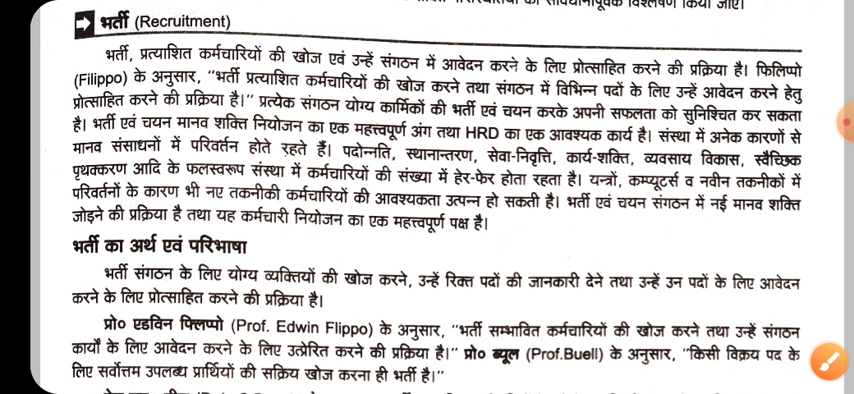 भर्ती (Recruitment)
भर्ती, प्रत्याशित कर्मचारियों की खोज एवं उन्हें संगठन में आवेदन करने के लिए प्रोत्साहित करने की प्रक्रिया है। फिलिप्पो
(Filippo) के अनुसार, ‘‘भर्ती प्रत्याशित कर्मचारियों की खोज करने तथा संगठन में विभिन्न पदों के लिए उन्हें आवेदन करने हेतु
प्रोत्साहित करने की प्रक्रिया है।’’ प्रत्येक संगठन योग्य कार्मिकों की भर्ती एवं चयन करके अपनी सफलता को सुनिश्चित कर सकता
है। भर्ती एवं चयन मानव शक्ति नियोजन का एक महत्त्वपूर्ण अंग तथा HRD का एक आवश्यक कार्य है। संस्था में अनेक कारणों से
मानव संसाधनों में परिवर्तन होते रहते हैं। पदोन्नति, स्थानान्तरण, सेवा-निवृत्ति, कार्य-शक्ति, व्यवसाय विकास, स्वैच्छिक
पृथक्करण आदि के फलस्वरूप संस्था में कर्मचारियों की संख्या में हेर-फेर होता रहता है। यन्त्रों, कम्प्यूटर्स व नवीन तकनीकों में
परिवर्तनों के कारण भी नए तकनीकी कर्मचारियों की आवश्यकता उत्पन्न हो सकती है। भर्ती एवं चयन संगठन में नई मानव शक्ति
जोड़ने की प्रक्रिया है तथा यह कर्मचारी नियोजन का एक महत्त्वपूर्ण पक्ष है।
भर्ती का अर्थ एवं परिभाषा
भर्ती संगठन के लिए योग्य व्यक्तियों की खोज करने, उन्हें रिक्त पदों की जानकारी देने तथा उन्हें उन पदों के लिए आवेदन
करने के लिए प्रोत्साहित करने की प्रक्रिया है।
प्रो० एडविन फ्लिप्पो (Prof. Edwin Flippo) के अनुसार, ‘‘भर्ती सम्भावित कर्मचारियों की खोज करने तथा उन्हें संगठन
कार्यों के लिए आवेदन करने के लिए उत्प्रेरित करने की प्रक्रिया है।’’ प्रो० ब्यूल (Prof.Buell) के अनुसार, ‘‘किसी विक्रय पद के
लिए सर्वोत्तम उपलब्ध प्रार्थियों की सक्रिय खोज करना ही भर्ती है।’’